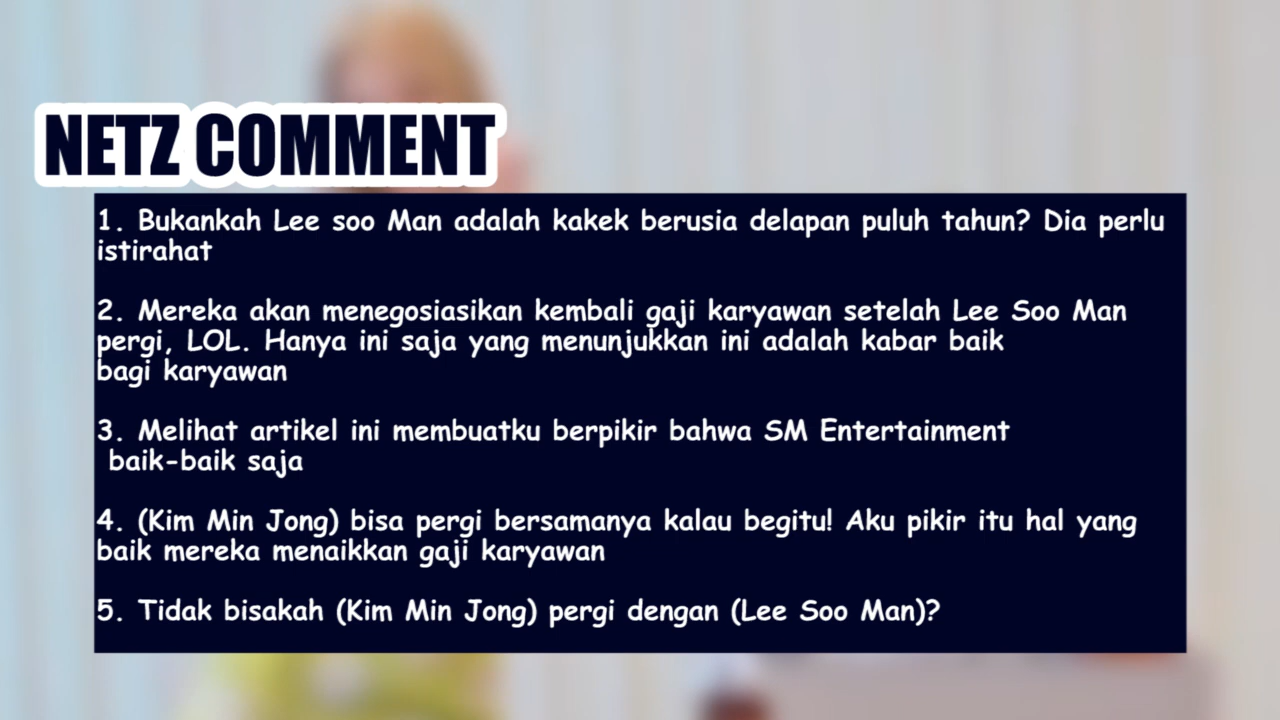 NETZ COMMENT
1. Bukankah Lee soo Man adalah kakek berusia delapan puluh tahun? Dia perlu
istirahat
2. Mereka akan menegosiasikan kembali gaji karyawan setelah Lee Soo Man
pergi, LOL. Hanya ini saja yang menunjukkan ini adalah kabar baik
bagi karyawan
3. Melihat artikel ini membuatku berpikir bahwa SM Entertainment
baik-baik saja
4. (Kim Min Jong) bisa pergi bersamanya kalau begitu! Aku pikir itu hal yang
baik mereka menaikkan gaji karyawan
5. Tidak bisakah (Kim Min Jong) pergi dengan (Lee Soo Man)?